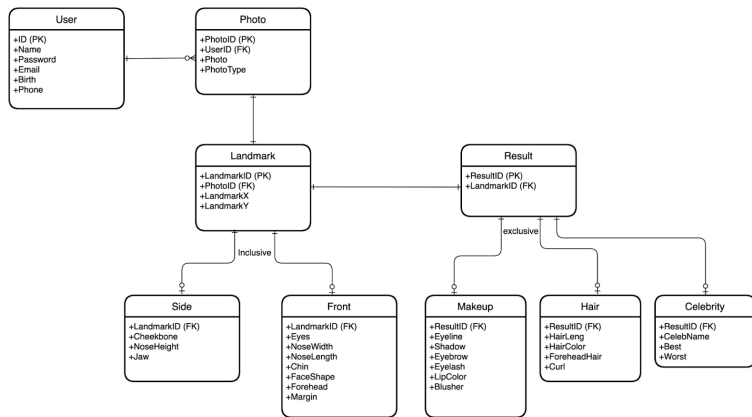 User
+ID (PK)
+Name
+Password
+Email
+Birth
+Phone
Photo
+PhotoID (PK)
+UserID (FK)
+Photo
+PhotoType
Landmark
+LandmarkID (PK)
+PhotoID (FK)
+LandmarkX
+LandmarkY
Result
+ResultID (PK)
+LandmarkID (FK)
Inclusive
exclusive
Side
+LandmarkID (FK)
+Cheekbone
+NoseHeight
+Jaw
Front
+LandmarkID (FK)
+Eyes
+NoseWidth
+NoseLength
+Chin
+FaceShape
+Forehead
+Margin
Makeup
+ResultID (FK)
+Eyeline
+Shadow
+Eyebrow
+Eyelash
+LipColor
+Blusher
Hair
+ResultID (FK)
+HairLeng
+HairColor
+ForeheadHair
+Curl
Celebrity
+ResultID (FK)
+CelebName
+Best
+Worst